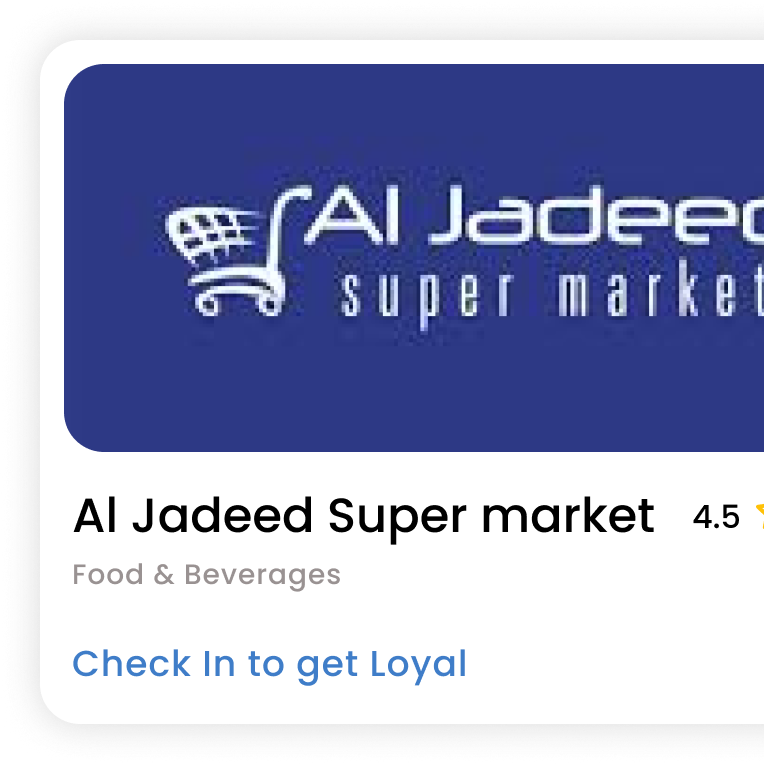 Al Jadeed
super market
Al Jadeed Super market 4.5
Food & Beverages
Check In to get Loyal